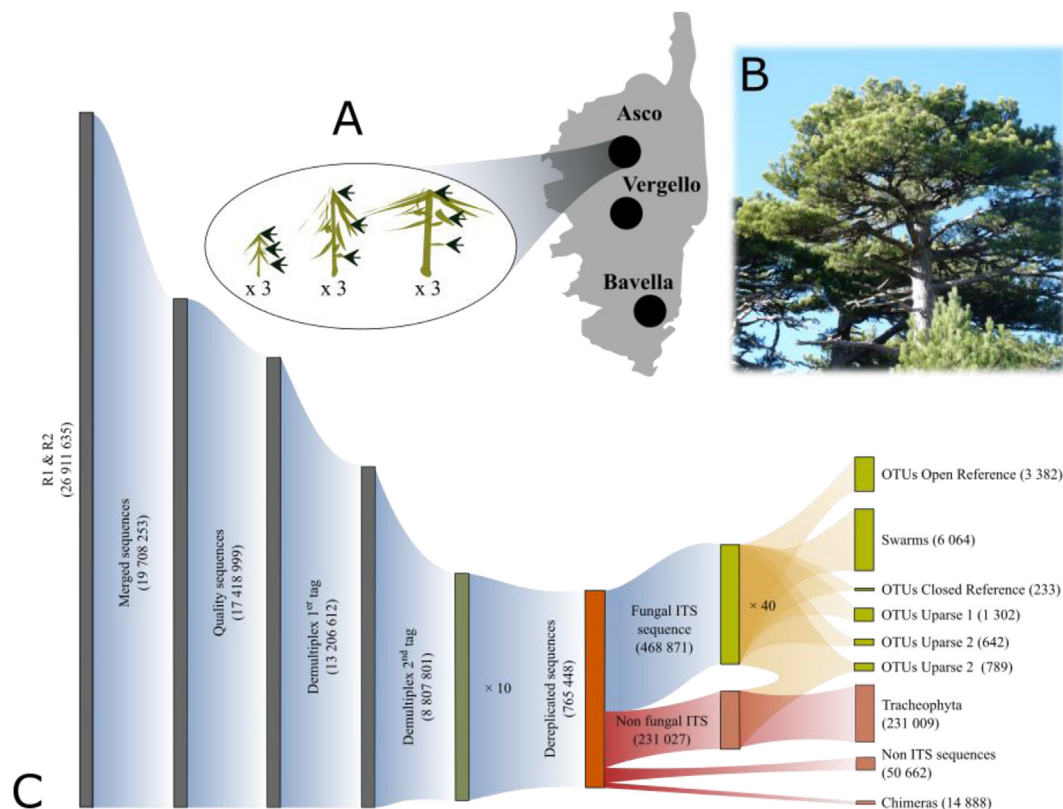 A
B
Asco
Vergello
Bavella
x 3
x 3
x 3
C
R1 & R2
(26 911 635)
Merged sequences
(19 708 253)
Quality sequences
(17 418 999)
Demultiplex 1er tag
(13 206 612)
Demultiplex 2nd tag
(8 807 801)
× 10
Dereplicated sequences
(765 448)
Fungal ITS
sequence
(468 871)
Non fungal ITS
(231 027)
× 40
OTUs Open Reference (3 382)
Swarms (6 064)
OTUs Closed Reference (233)
OTUs Uparse 1 (1 302)
OTUs Uparse 2 (642)
OTUs Uparse 2 (789)
Tracheophyta
(231 009)
Non ITS sequences
(50 662)
Chimeras (14 888)